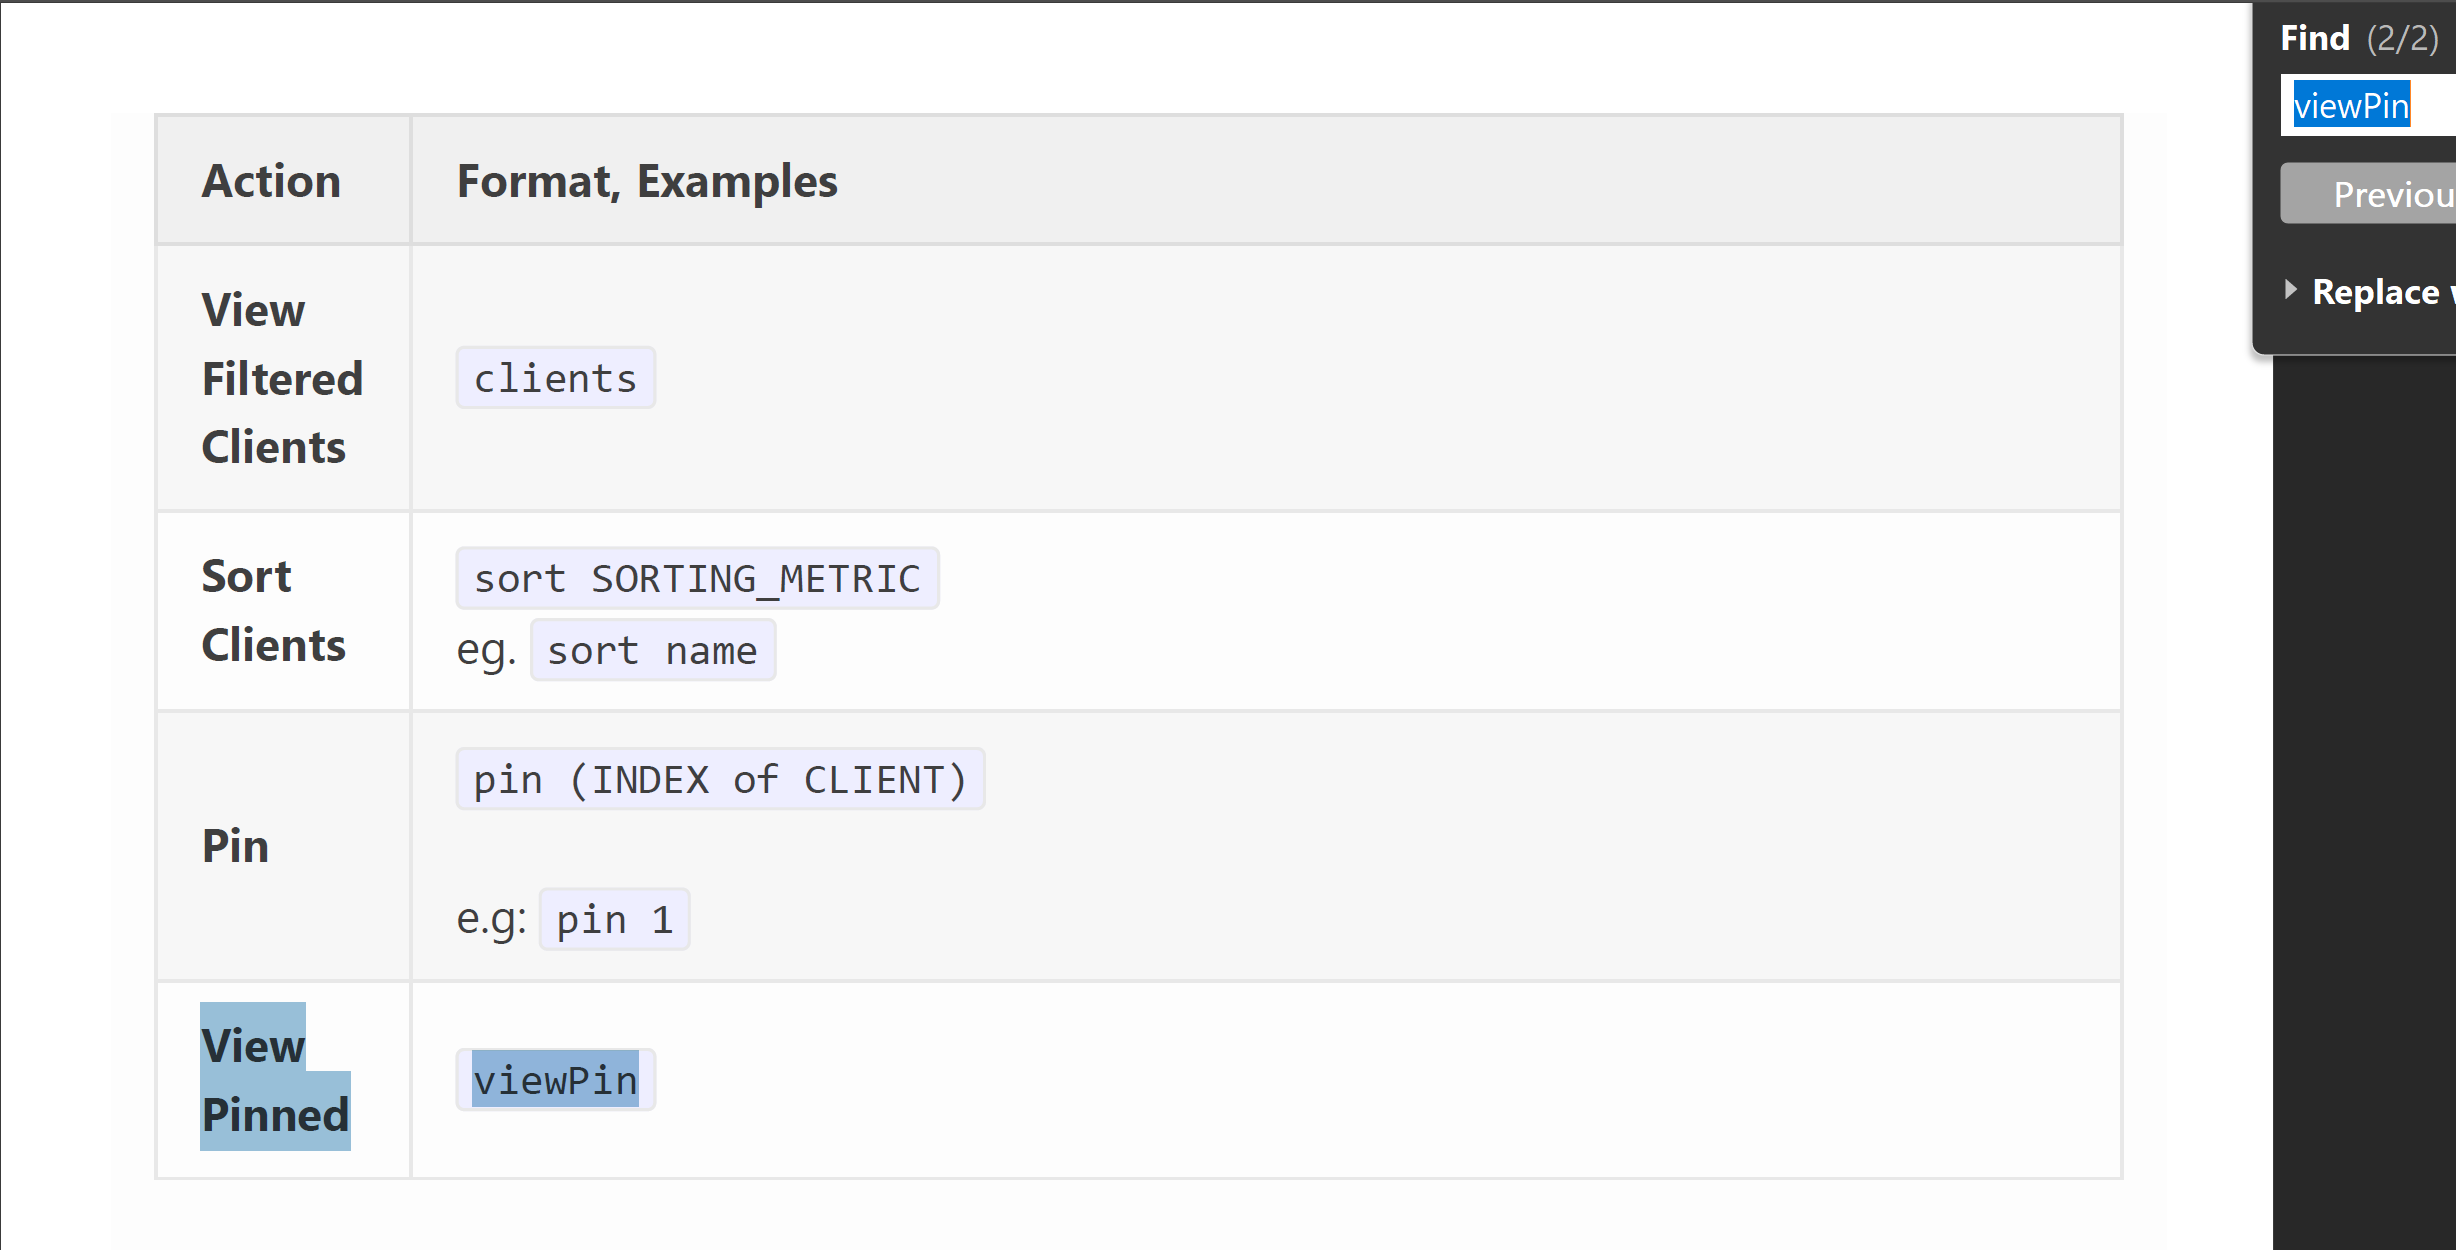 Find (2/2)
viewPin
Previou
Replace
Action
Format, Examples
View
Filtered
Clients
clients
Sort
Clients
sort SORTING_METRIC
eg. sort name
Pin
pin (INDEX of CLIENT)
e.g: pin 1
View
Pinned
viewPin